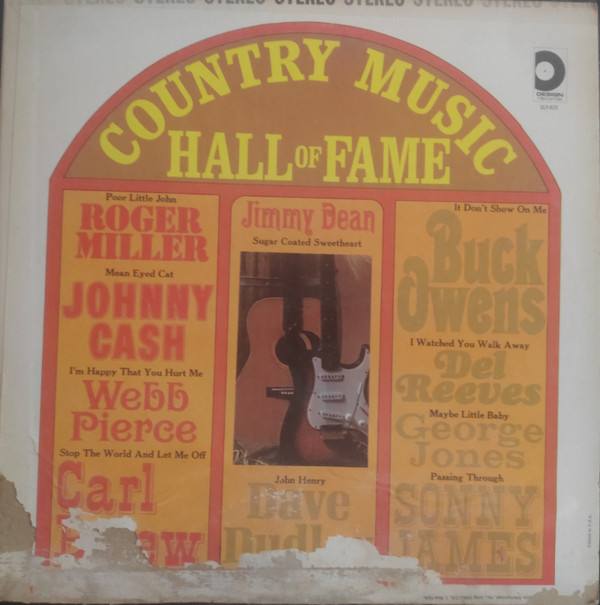 STEREO STEREO STEREO STEREO STEREO STEREO STEREO
COUNTRY MUSIC
HALL OF FAME
DESIGN
Poor Little John
ROGER
MILLER
Mean Eyed Cat
JOHNNY
CASH
I'm Happy That You Hurt Me
Webb
Pierce
Stop The World And Let Me Off
Carl
Jimmy Dean
Sugar Coated Sweetheart
John Henry
Dave
Dudley
It Don't Show On Me
Buck
Owens
I Watched You Walk Away
Del
Reeves
Maybe Little Baby
George
Jones
Passing Through
SONNY
JAMES